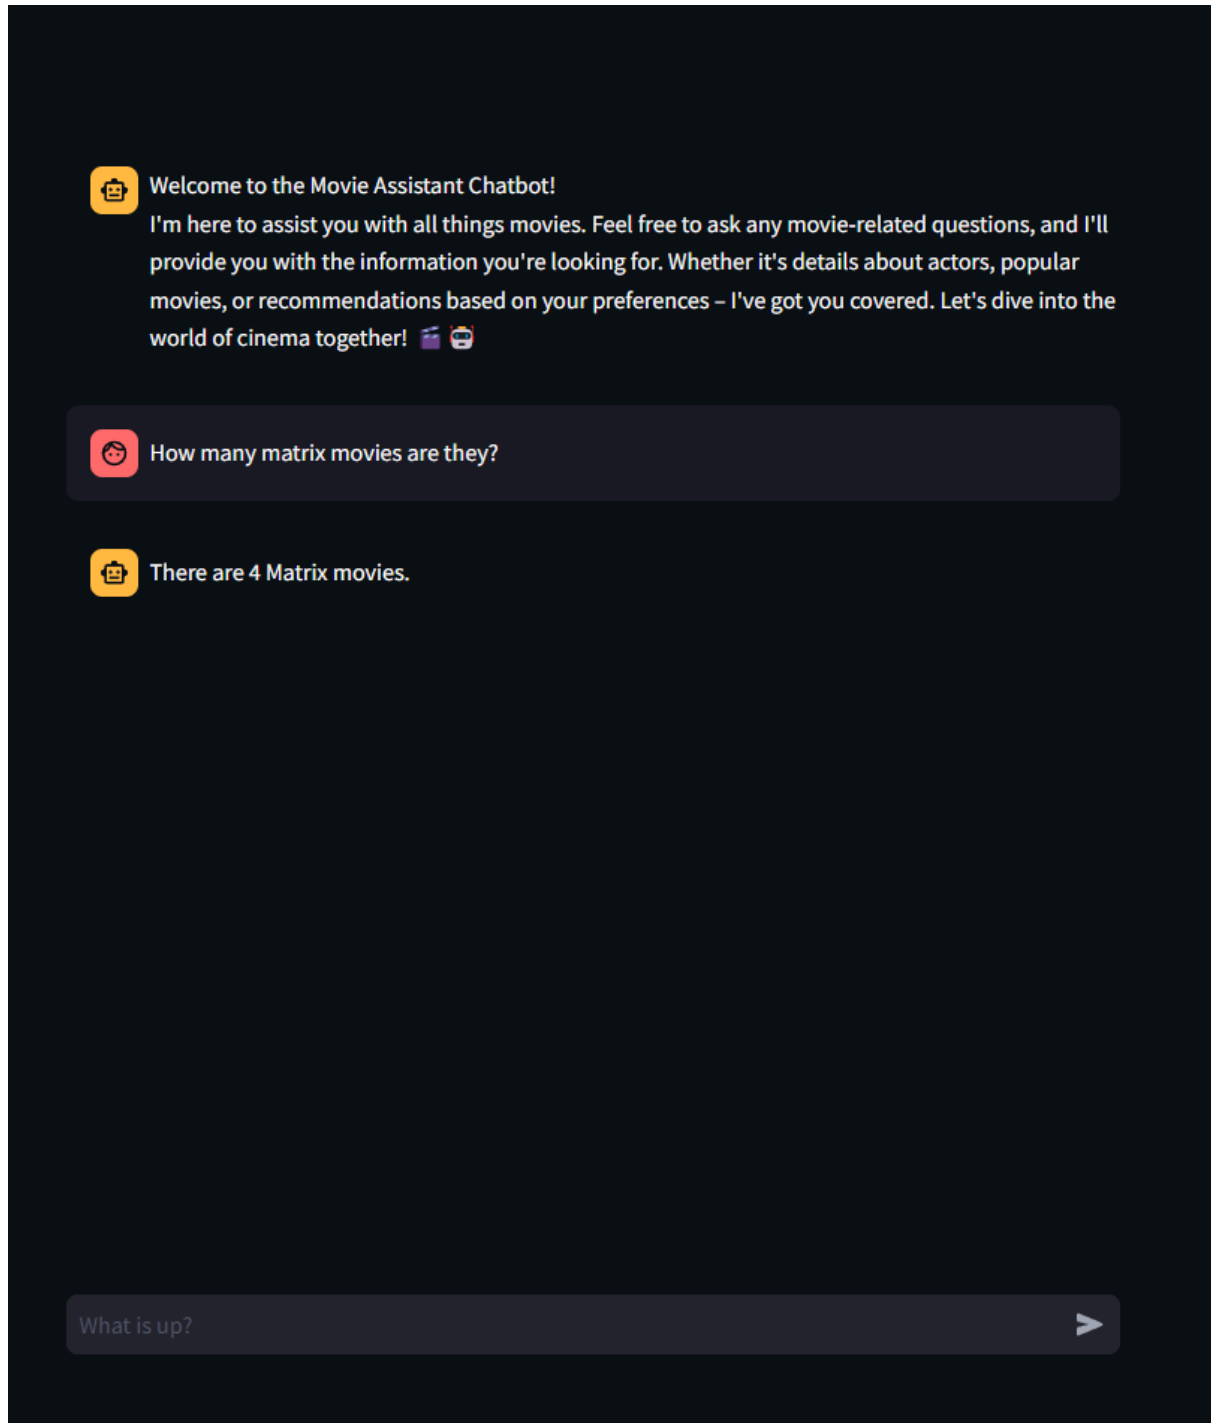 Welcome to the Movie Assistant Chatbot!
I'm here to assist you with all things movies. Feel free to ask any movie-related questions, and I'll
provide you with the information you're looking for. Whether it's details about actors, popular
movies, or recommendations based on your preferences – I've got you covered. Let's dive into the
world of cinema together! 🎬 🤖
How many matrix movies are they?
There are 4 Matrix movies.
What is up?